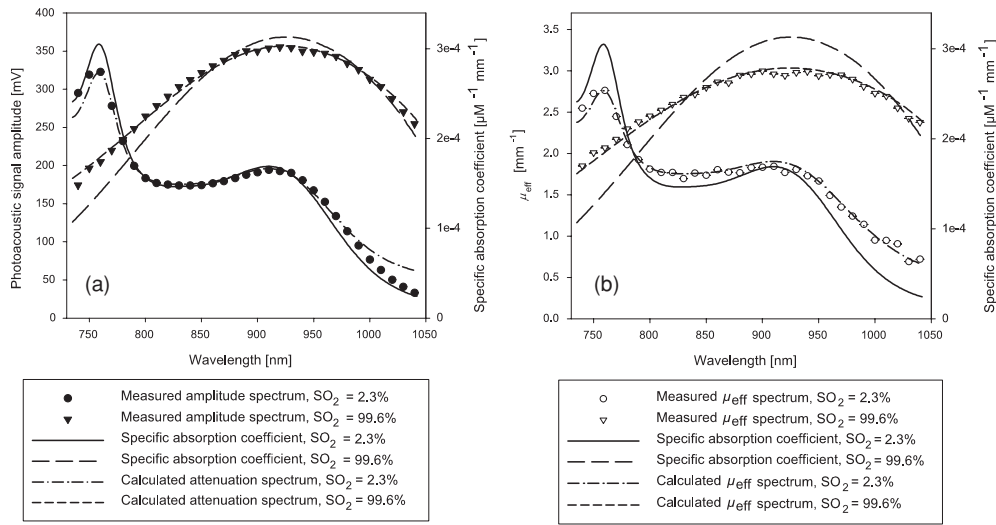 400
350
300
250
200
150
100
50
0
Photoacoustic signal amplitude [mV]
(a)
3e-4
2e-4
1e-4
0
Specific absorption coefficient [µM⁻¹ mm⁻¹]
750 800 850 900 950 1000 1050
Wavelength [nm]
Measured amplitude spectrum, SO₂ = 2.3%
Measured amplitude spectrum, SO₂ = 99.6%
Specific absorption coefficient, SO₂ = 2.3%
Specific absorption coefficient, SO₂ = 99.6%
Calculated attenuation spectrum, SO₂ = 2.3%
Calculated attenuation spectrum, SO₂ = 99.6%
3.5
3.0
2.5
2.0
1.5
1.0
0.5
0.0
µeff [mm⁻¹]
(b)
3e-4
2e-4
1e-4
0
Specific absorption coefficient [µM⁻¹ mm⁻¹]
750 800 850 900 950 1000 1050
Wavelength [nm]
Measured µeff spectrum, SO₂ = 2.3%
Measured µeff spectrum, SO₂ = 99.6%
Specific absorption coefficient, SO₂ = 2.3%
Specific absorption coefficient, SO₂ = 99.6%
Calculated µeff spectrum, SO₂ = 2.3%
Calculated µeff spectrum, SO₂ = 99.6%